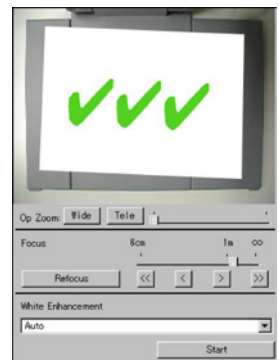 Op Zoom: Wide Tele
Focus 6cm 1m ∞
Refocus << < > >>
White Enhancement
Auto
Start